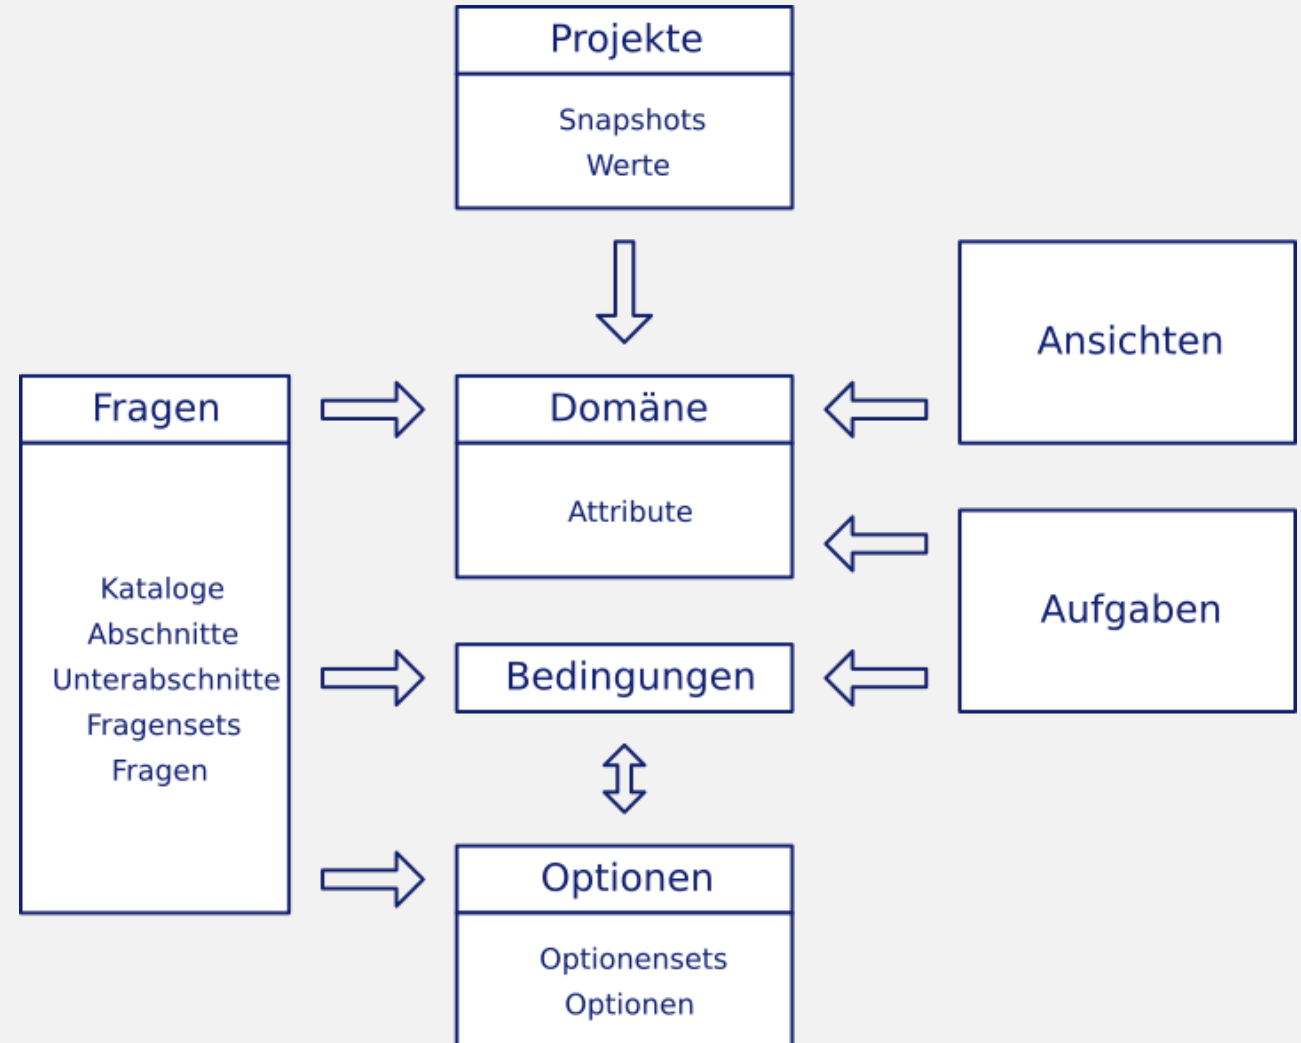 Projekte
Snapshots
Werte
Ansichten
Fragen
Domäne
Attribute
Kataloge
Abschnitte
Unterabschnitte
Fragensets
Fragen
Aufgaben
Bedingungen
Optionen
Optionensets
Optionen